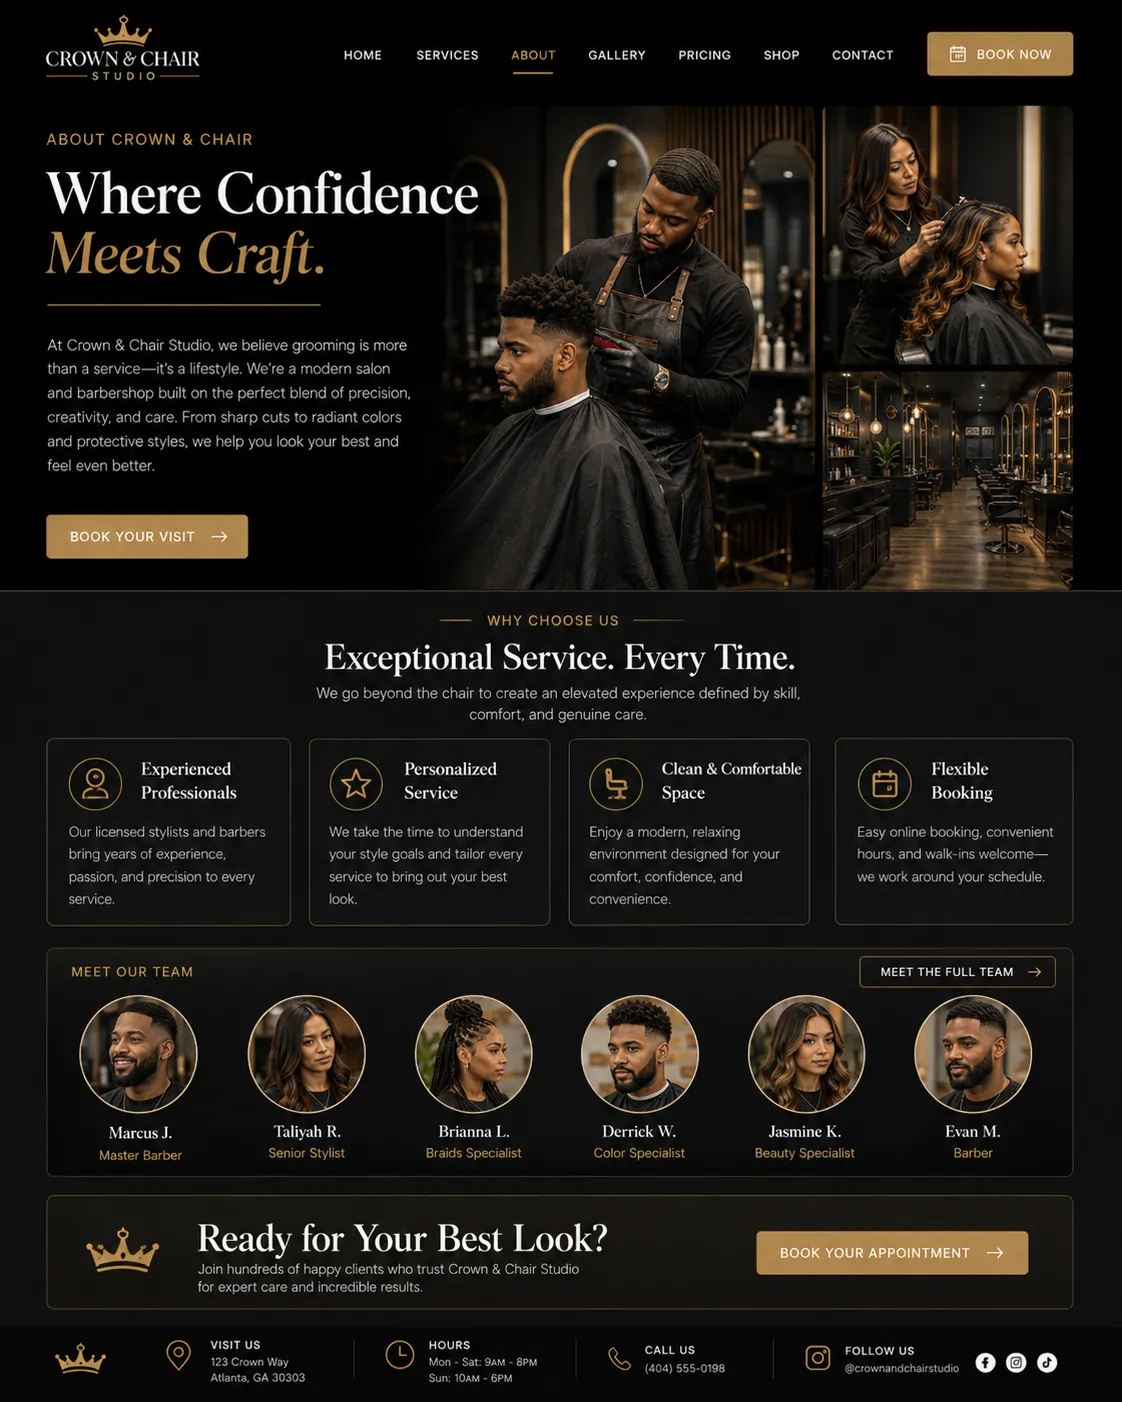 CROWN & CHAIR
STUDIO
HOME SERVICES ABOUT GALLERY PRICING SHOP CONTACT BOOK NOW
ABOUT CROWN & CHAIR
Where Confidence
Meets Craft.
At Crown & Chair Studio, we believe grooming is more
than a service—it's a lifestyle. We're a modern salon
and barbershop built on the perfect blend of precision,
creativity, and care. From sharp cuts to radiant colors
and protective styles, we help you look your best and
feel even better.
BOOK YOUR VISIT →
WHY CHOOSE US
Exceptional Service. Every Time.
We go beyond the chair to create an elevated experience defined by skill,
comfort, and genuine care.
Experienced
Professionals
Our licensed stylists and barbers
bring years of experience,
passion, and precision to every
service.
Personalized
Service
We take the time to understand
your style goals and tailor every
service to bring out your best
look.
Clean & Comfortable
Space
Enjoy a modern, relaxing
environment designed for your
comfort, confidence, and
convenience.
Flexible
Booking
Easy online booking, convenient
hours, and walk-ins welcome—
we work around your schedule.
MEET OUR TEAM
MEET THE FULL TEAM →
Marcus J.
Master Barber
Taliyah R.
Senior Stylist
Brianna L.
Braids Specialist
Derrick W.
Color Specialist
Jasmine K.
Beauty Specialist
Evan M.
Barber
Ready for Your Best Look?
Join hundreds of happy clients who trust Crown & Chair Studio
for expert care and incredible results.
BOOK YOUR APPOINTMENT →
VISIT US
123 Crown Way
Atlanta, GA 30303
HOURS
Mon - Sat: 9AM - 8PM
Sun: 10AM - 6PM
CALL US
(404) 555-0198
FOLLOW US
@crownandchairstudio